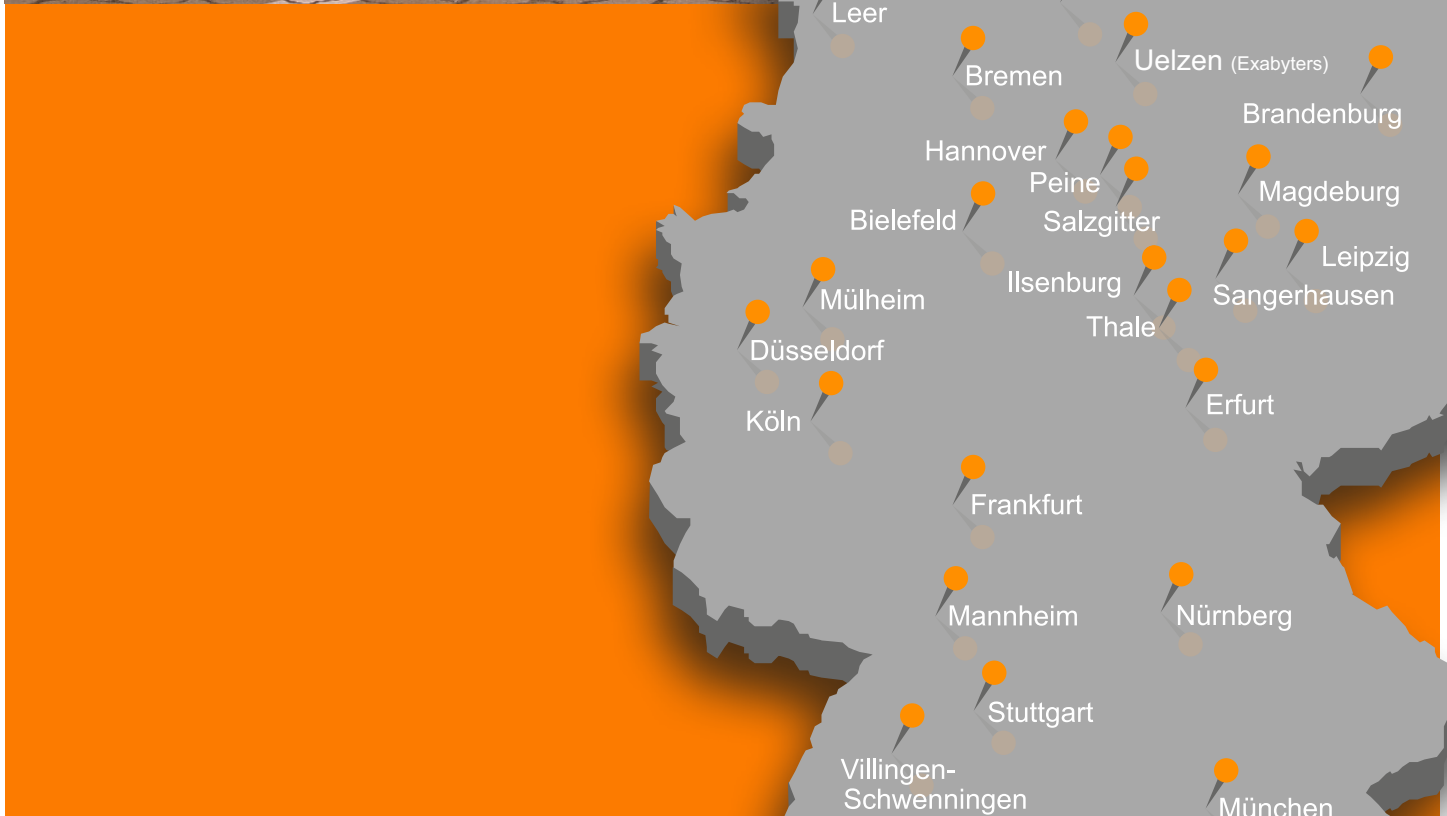 Leer
Uelzen (Exabyters)
Bremen
Brandenburg
Hannover
Peine
Magdeburg
Salzgitter
Bielefeld
Leipzig
Ilsenburg
Sangerhausen
Mülheim
Thale
Düsseldorf
Erfurt
Köln
Frankfurt
Mannheim
Nürnberg
Stuttgart
Villingen-
Schwenningen
München